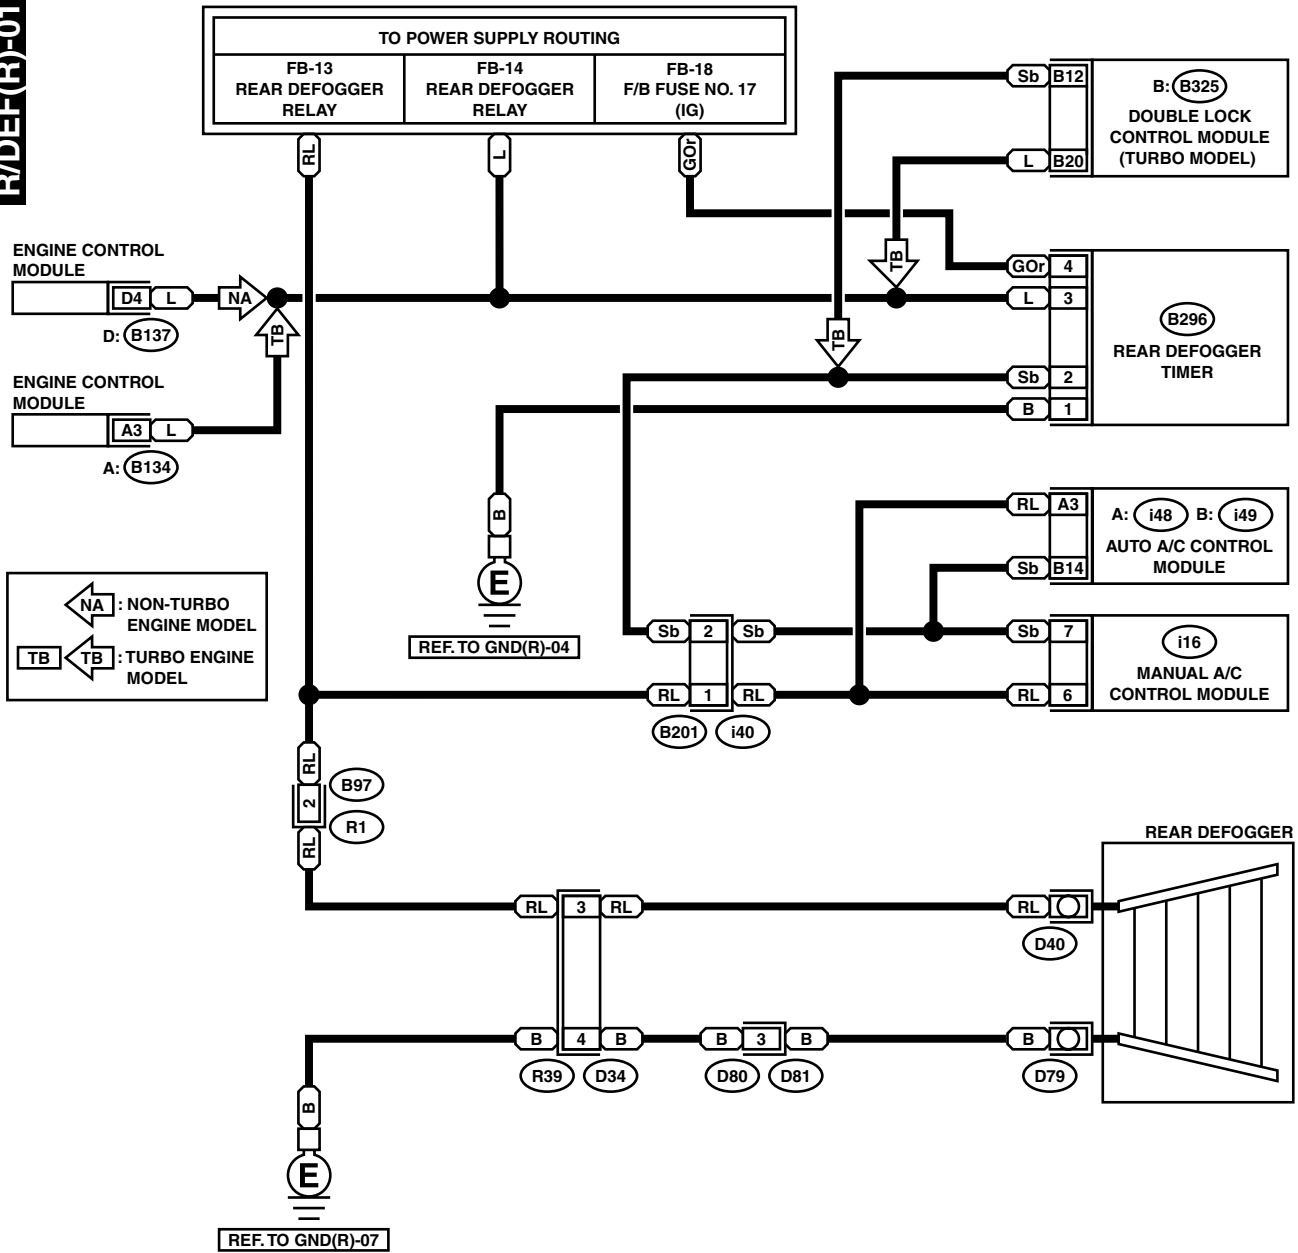 R/DEF(R)-01
TO POWER SUPPLY ROUTING
FB-13
REAR DEFOGGER
RELAY
FB-14
REAR DEFOGGER
RELAY
FB-18
F/B FUSE NO. 17
(IG)
RL
L
GOr
Sb B12
L B20
B: B325
DOUBLE LOCK
CONTROL MODULE
(TURBO MODEL)
ENGINE CONTROL
MODULE
D4 L
NA
D: B137
TB
ENGINE CONTROL
MODULE
A3 L
A: B134
TB
TB
GOr 4
L 3
Sb 2
B 1
B296
REAR DEFOGGER
TIMER
B
E
REF. TO GND(R)-04
RL A3
Sb B14
A: i48 B: i49
AUTO A/C CONTROL
MODULE
NA : NON-TURBO
ENGINE MODEL
TB TB : TURBO ENGINE
MODEL
Sb 2 Sb
RL 1 RL
B201 i40
Sb 7
RL 6
i16
MANUAL A/C
CONTROL MODULE
RL
2
RL
B97
R1
REAR DEFOGGER
RL 3 RL
RL
D40
B 4 B
B 3 B
B
R39 D34
D80 D81
D79
B
E
REF. TO GND(R)-07